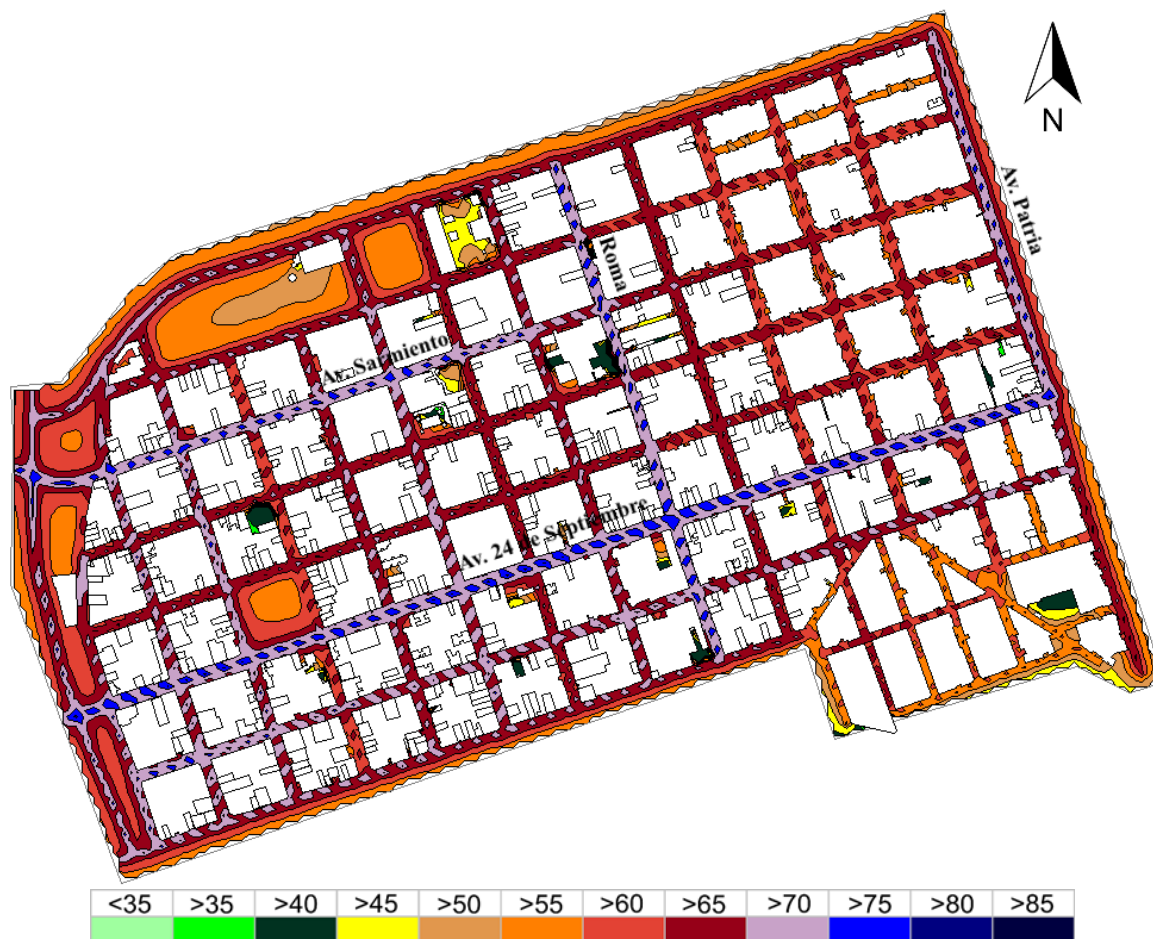 N
Av. Patria
Roma
Av. Sarmiento
Av. 24 de Septiembre
<35 >35 >40 >45 >50 >55 >60 >65 >70 >75 >80 >85